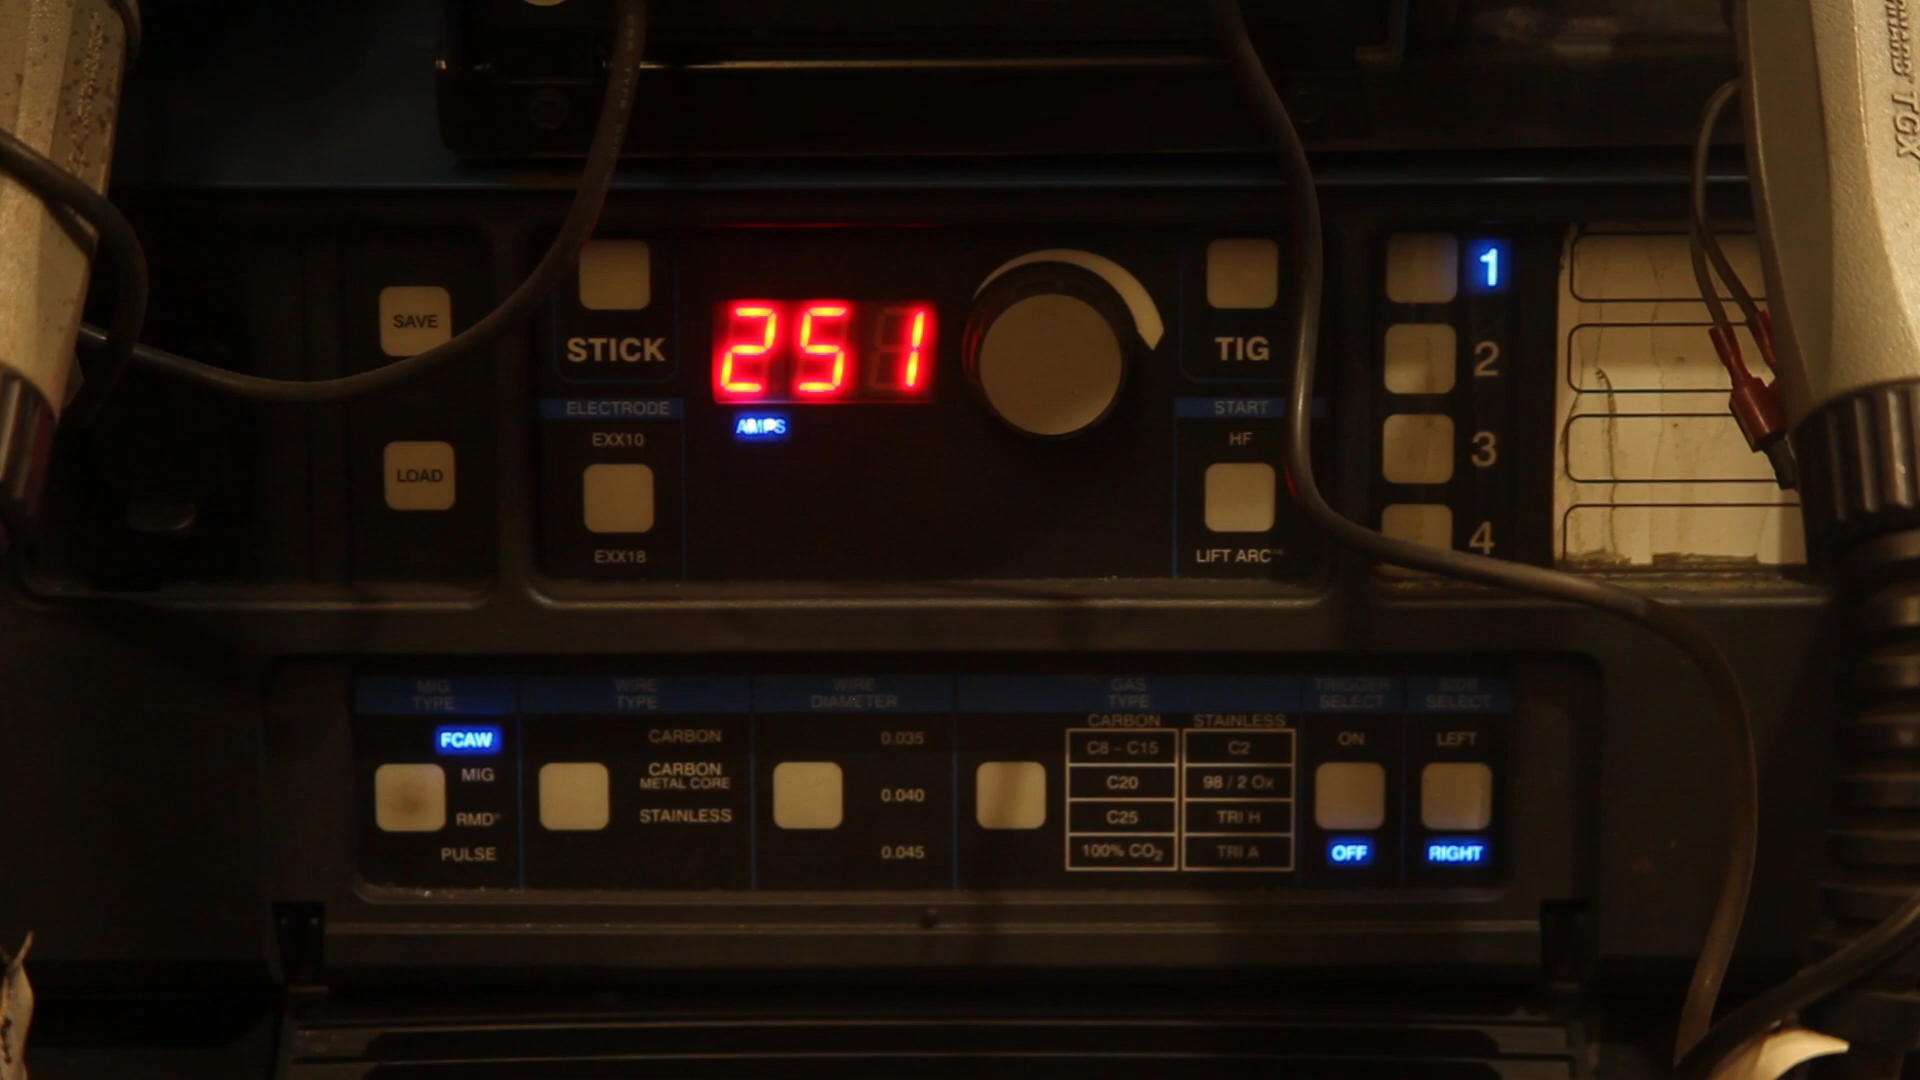 TGX
1
SAVE
251
STICK
TIG
2
ELECTRODE
START
AMPS
EXX10
HF
3
LOAD
4
EXX18
LIFT ARC™
MIG TYPE
WIRE TYPE
WIRE DIAMETER
GAS TYPE
TRIGGER SELECT
SIDE SELECT
FCAW
MIG
RMD®
PULSE
CARBON
CARBON
METAL CORE
STAINLESS
0.035
0.040
0.045
CARBON
C8 - C15
C20
C25
100% CO₂
STAINLESS
C2
98 / 2 Ox
TRI H
TRI A
ON
OFF
LEFT
RIGHT